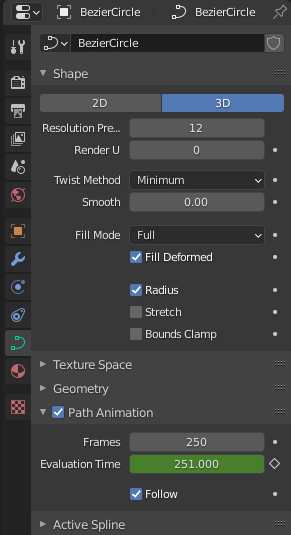 BezierCircle BezierCircle
BezierCircle
Shape
2D 3D
Resolution Pre... 12
Render U 0
Twist Method Minimum
Smooth 0.00
Fill Mode Full
Fill Deformed
Radius
Stretch
Bounds Clamp
Texture Space
Geometry
Path Animation
Frames 250
Evaluation Time 251.000
Follow
Active Spline